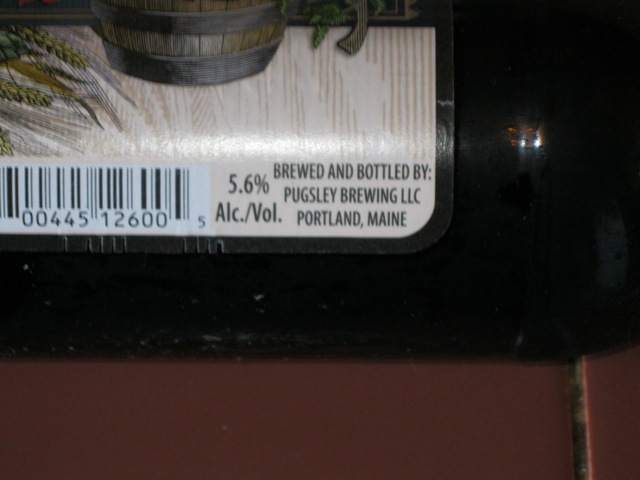 5.6%
Alc./Vol.
BREWED AND BOTTLED BY:
PUGSLEY BREWING LLC
PORTLAND, MAINE
00445 12600 5